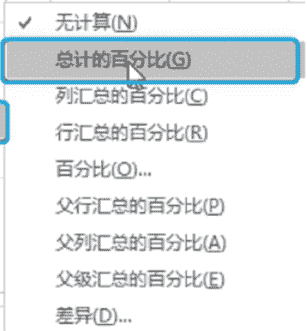 无计算(N)
总计的百分比(G)
列汇总的百分比(C)
行汇总的百分比(R)
百分比(O)...
父行汇总的百分比(P)
父列汇总的百分比(A)
父级汇总的百分比(E)
差异(D)...